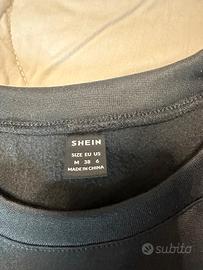 SHEIN
SIZE EU US
M 38 6
MADE IN CHINA
subito